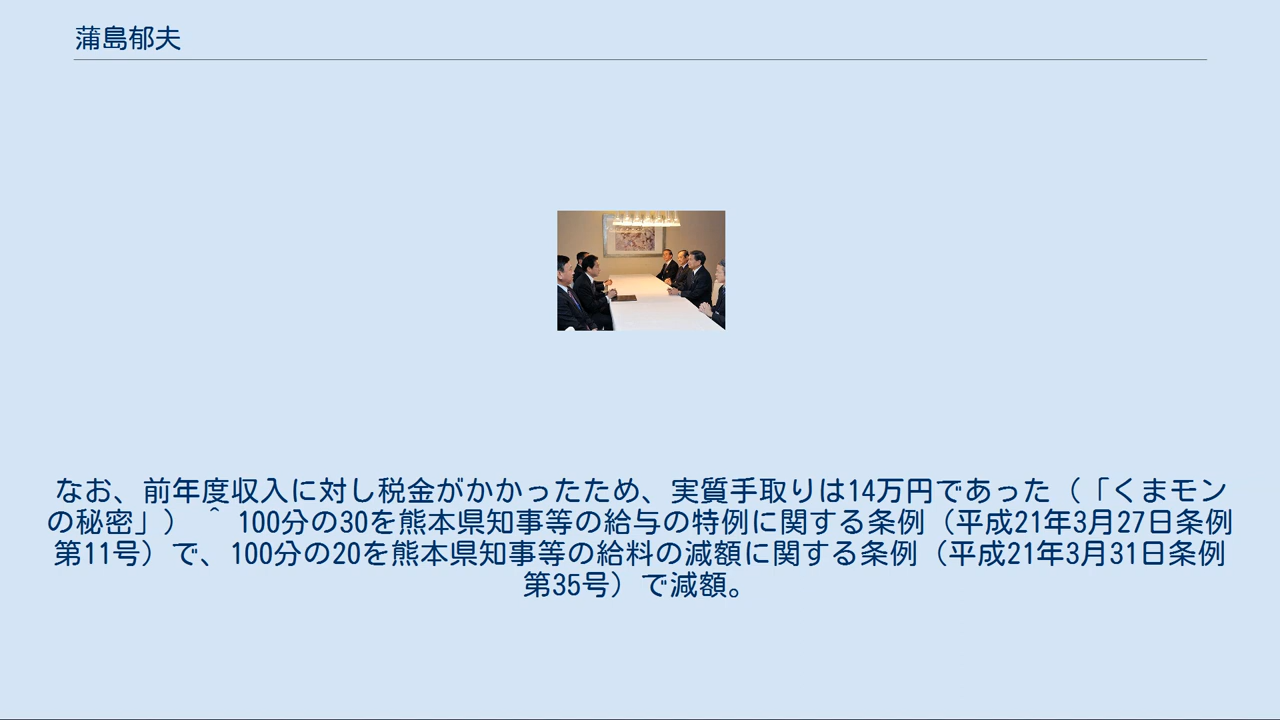 蒲島郁夫
なお、前年度収入に対し税金がかかったため、実質手取りは14万円であった（「くまモン
の秘密」） ^ 100分の30を熊本県知事等の給与の特例に関する条例（平成21年3月27日条例
第11号）で、100分の20を熊本県知事等の給料の減額に関する条例（平成21年3月31日条例
第35号）で減額。